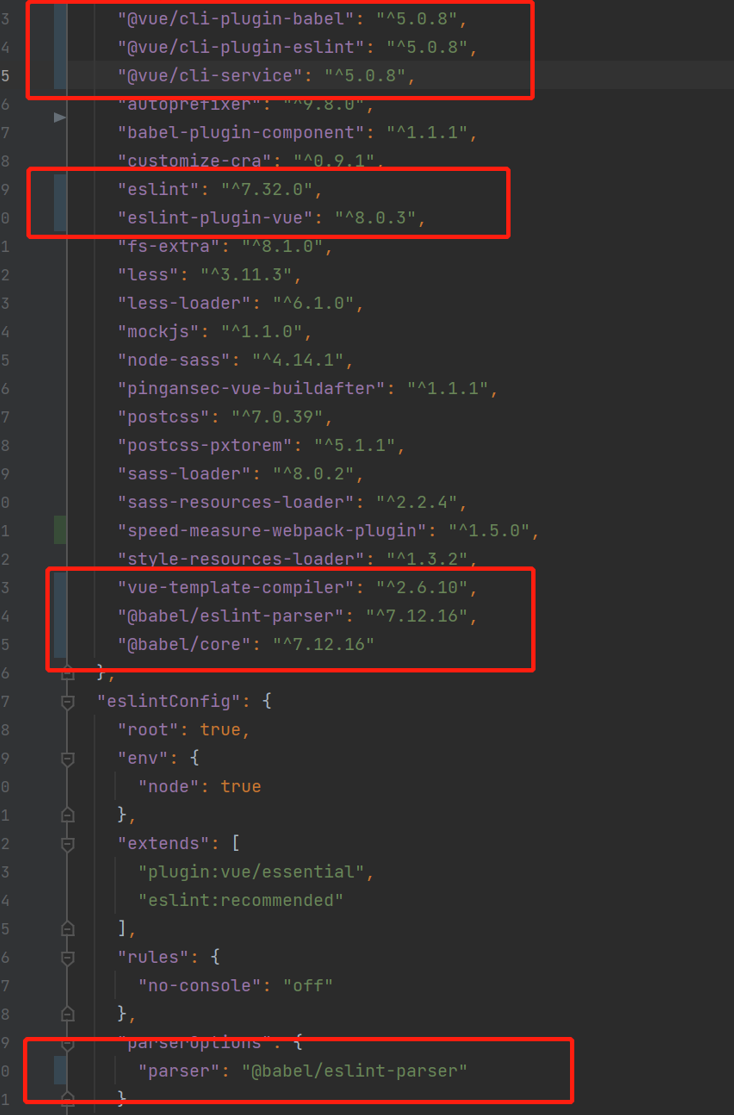 3 "@vue/cli-plugin-babel": "^5.0.8",
4 "@vue/cli-plugin-eslint": "^5.0.8",
5 "@vue/cli-service": "^5.0.8",
6 "autoprefixer": "^9.8.0",
7 "babel-plugin-component": "^1.1.1",
8 "customize-cra": "^0.9.1",
9 "eslint": "^7.32.0",
0 "eslint-plugin-vue": "^8.0.3",
1 "fs-extra": "^8.1.0",
2 "less": "^3.11.3",
3 "less-loader": "^6.1.0",
4 "mockjs": "^1.1.0",
5 "node-sass": "^4.14.1",
6 "pingansec-vue-buildafter": "^1.1.1",
7 "postcss": "^7.0.39",
8 "postcss-pxtorem": "^5.1.1",
9 "sass-loader": "^8.0.2",
0 "sass-resources-loader": "^2.2.4",
1 "speed-measure-webpack-plugin": "^1.5.0",
2 "style-resources-loader": "^1.3.2",
3 "vue-template-compiler": "^2.6.10",
4 "@babel/eslint-parser": "^7.12.16",
5 "@babel/core": "^7.12.16"
6 },
7 "eslintConfig": {
8 "root": true,
9 "env": {
0 "node": true
1 },
2 "extends": [
3 "plugin:vue/essential",
4 "eslint:recommended"
5 ],
6 "rules": {
7 "no-console": "off"
8 },
9 "parserOptions": {
0 "parser": "@babel/eslint-parser"
1 }